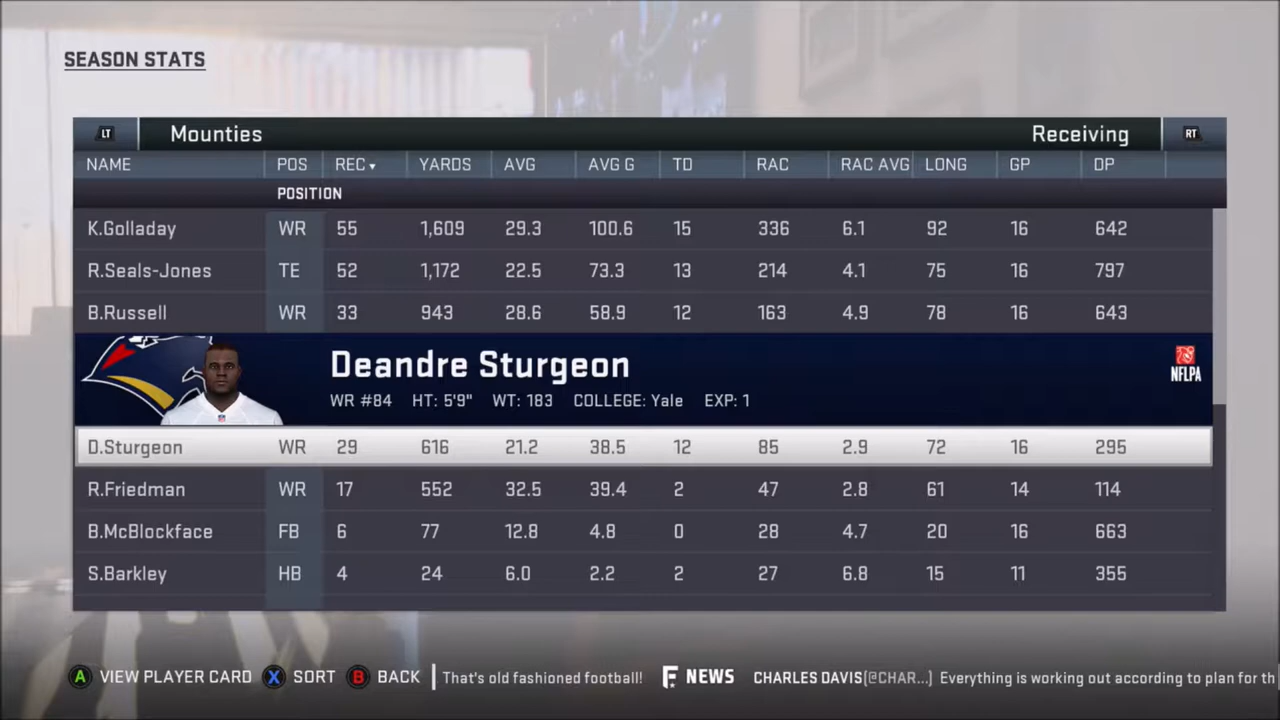 SEASON STATS
LT Mounties Receiving RT
NAME POS REC YARDS AVG AVG G TD RAC RAC AVG LONG GP DP
POSITION
K.Golladay WR 55 1,609 29.3 100.6 15 336 6.1 92 16 642
R.Seals-Jones TE 52 1,172 22.5 73.3 13 214 4.1 75 16 797
B.Russell WR 33 943 28.6 58.9 12 163 4.9 78 16 643
Deandre Sturgeon
NFLPA
WR #84 HT: 5'9" WT: 183 COLLEGE: Yale EXP: 1
D.Sturgeon WR 29 616 21.2 38.5 12 85 2.9 72 16 295
R.Friedman WR 17 552 32.5 39.4 2 47 2.8 61 14 114
B.McBlockface FB 6 77 12.8 4.8 0 28 4.7 20 16 663
S.Barkley HB 4 24 6.0 2.2 2 27 6.8 15 11 355
A VIEW PLAYER CARD X SORT B BACK That's old fashioned football! F NEWS CHARLES DAVIS[@CHAR...] Everything is working out according to plan for th